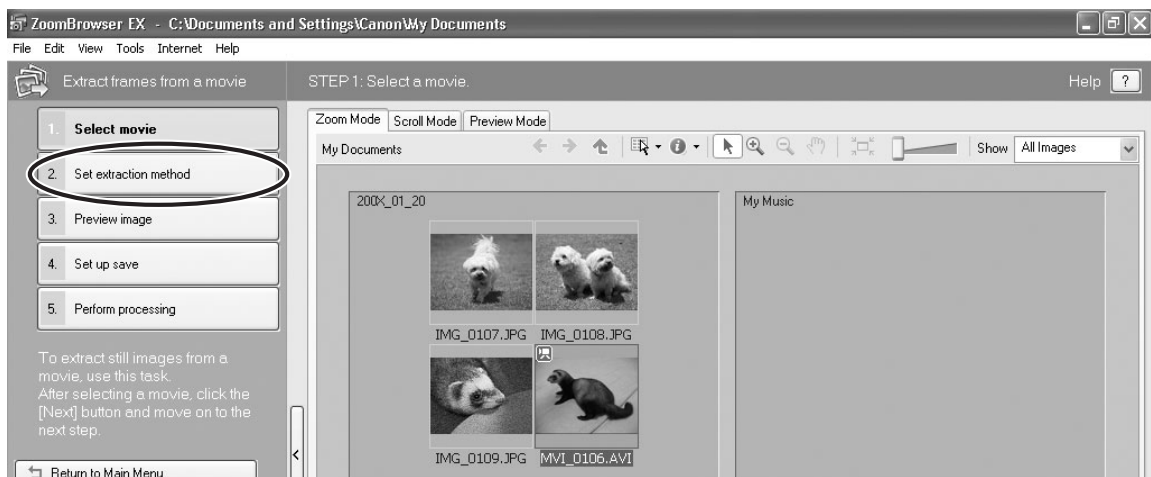 ZoomBrowser EX - C:\Documents and Settings\Canon\My Documents
File Edit View Tools Internet Help
Extract frames from a movie
STEP 1: Select a movie.
Help ?
1. Select movie
2. Set extraction method
3. Preview image
4. Set up save
5. Perform processing
To extract still images from a
movie, use this task.
After selecting a movie, click the
[Next] button and move on to the
next step.
Return to Main Menu
Zoom Mode Scroll Mode Preview Mode
My Documents
Show All Images
200X_01_20
IMG_0107.JPG IMG_0108.JPG
IMG_0109.JPG MVI_0106.AVI
My Music